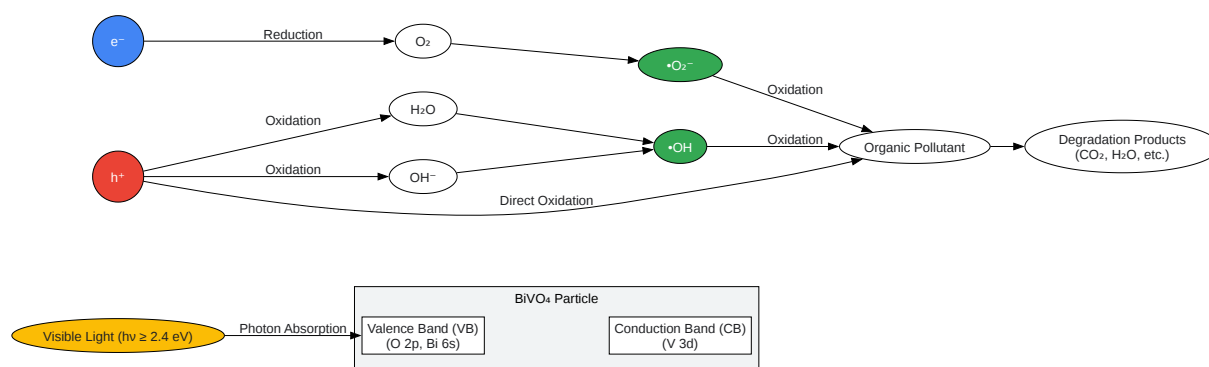 e⁻
Reduction
O₂
•O₂⁻
Oxidation
Oxidation
H₂O
•OH
Oxidation
Organic Pollutant
Degradation Products
(CO₂, H₂O, etc.)
h⁺
Oxidation
OH⁻
Direct Oxidation
BiVO₄ Particle
Visible Light (hν ≥ 2.4 eV)
Photon Absorption
Valence Band (VB)
(O 2p, Bi 6s)
Conduction Band (CB)
(V 3d)